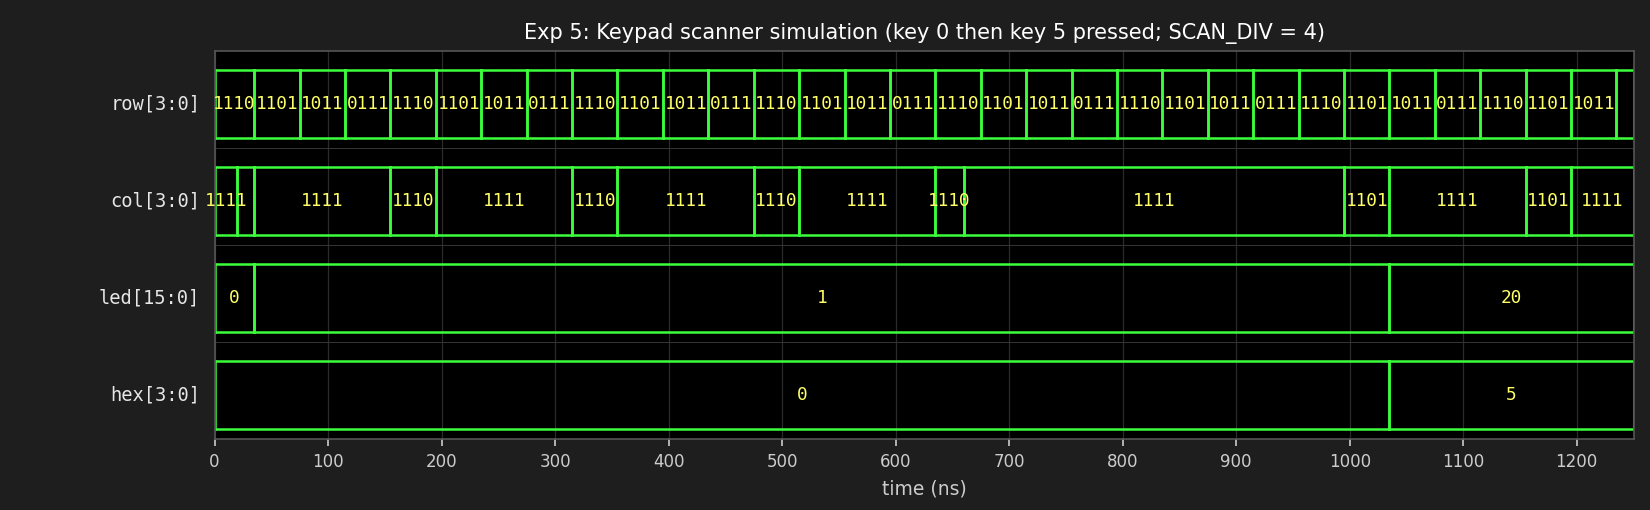 Exp 5: Keypad scanner simulation (key 0 then key 5 pressed; SCAN_DIV = 4)
row[3:0] 1110 1101 1011 0111 1110 1101 1011 0111 1110 1101 1011 0111 1110 1101 1011 0111 1110 1101 1011 0111 1110 1101 1011 0111 1110 1101 1011 0111 1110 1101 1011
col[3:0] 1111 1111 1110 1111 1110 1111 1110 1111 1110 1111 1101 1111 1101 1111
led[15:0] 0 1 20
hex[3:0] 0 5
0 100 200 300 400 500 600 700 800 900 1000 1100 1200
time (ns)